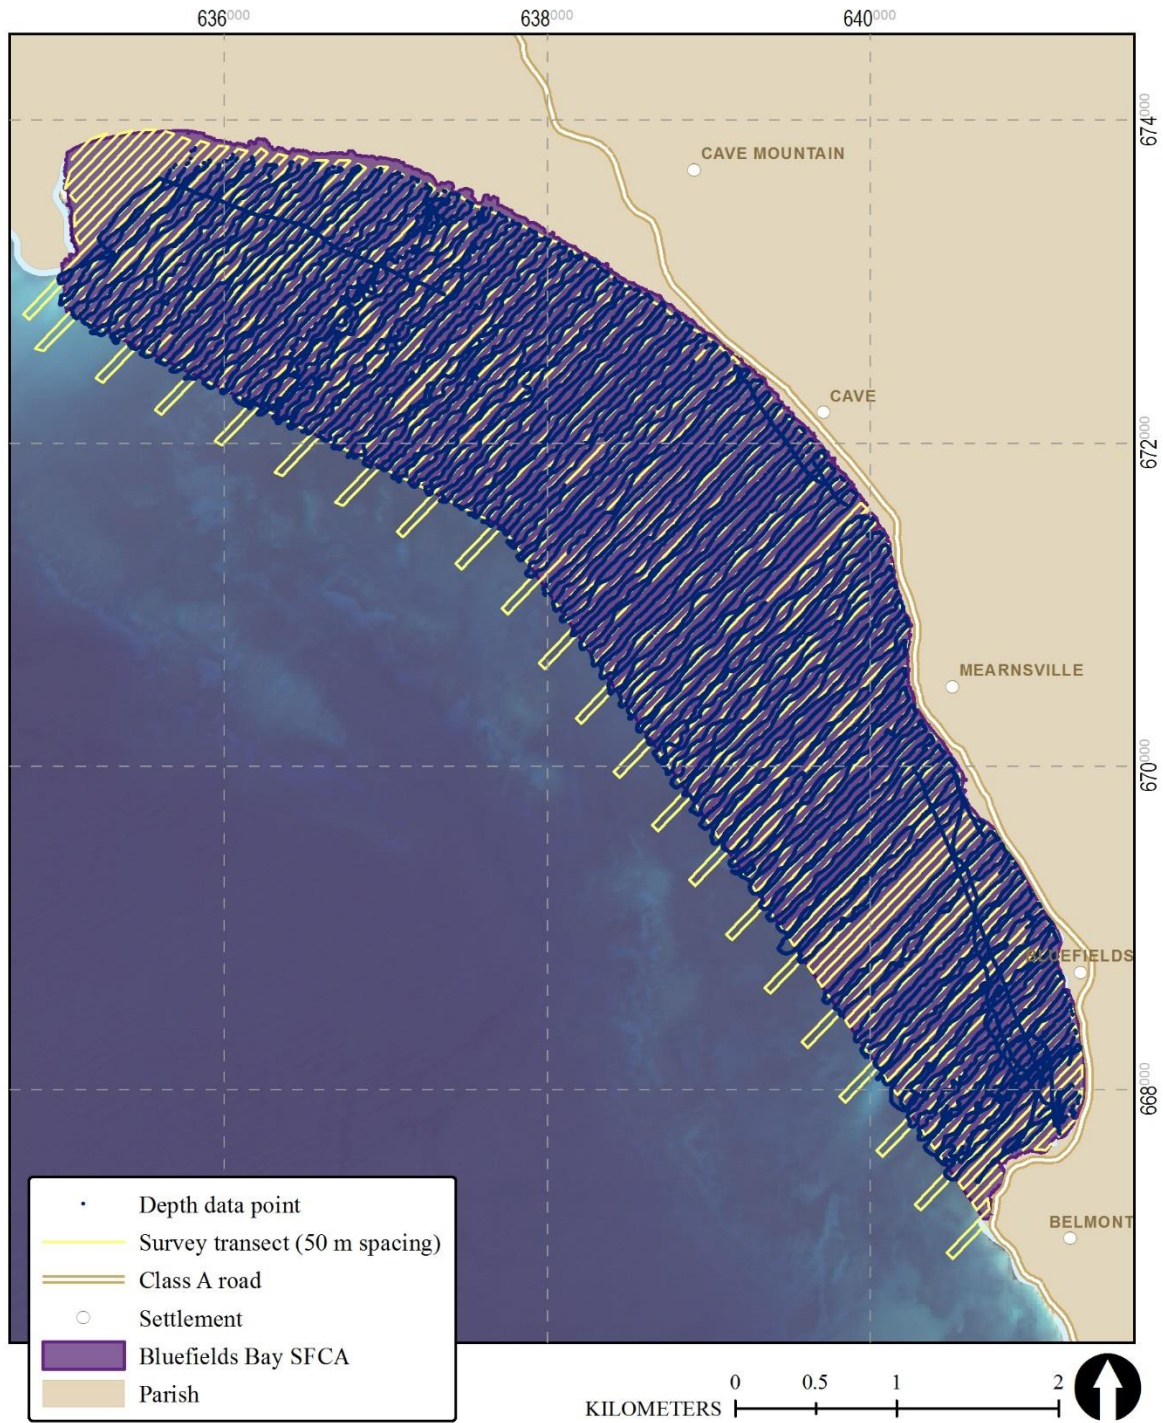 636000 638000 640000
674000
CAVE MOUNTAIN
CAVE
672000
MEARNSVILLE
670000
BLUEFIELDS
668000
BELMONT
Depth data point
Survey transect (50 m spacing)
Class A road
Settlement
Bluefields Bay SFCA
Parish
0 0.5 1 2
KILOMETERS